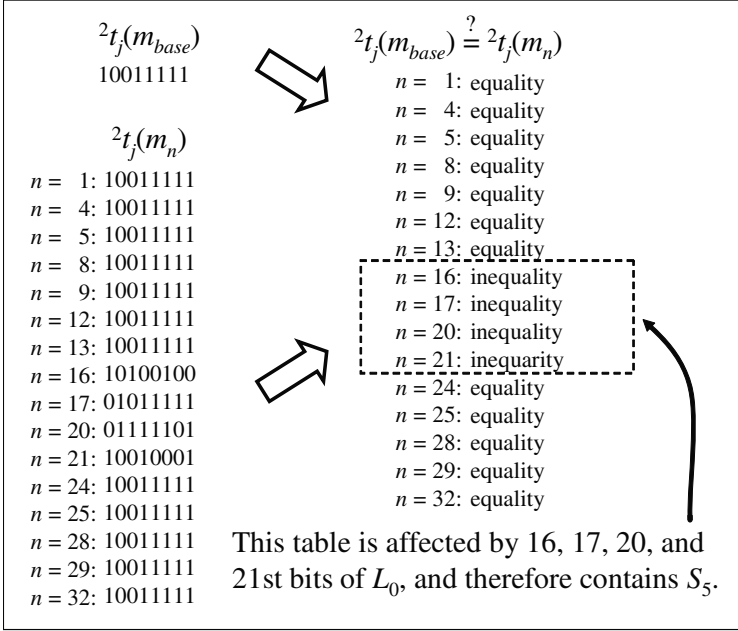 ²tⱼ(m_base)
10011111
²tⱼ(mₙ)
n = 1: 10011111
n = 4: 10011111
n = 5: 10011111
n = 8: 10011111
n = 9: 10011111
n = 12: 10011111
n = 13: 10011111
n = 16: 10100100
n = 17: 01011111
n = 20: 01111101
n = 21: 10010001
n = 24: 10011111
n = 25: 10011111
n = 28: 10011111
n = 29: 10011111
n = 32: 10011111
²tⱼ(m_base) ≟ ²tⱼ(mₙ)
n = 1: equality
n = 4: equality
n = 5: equality
n = 8: equality
n = 9: equality
n = 12: equality
n = 13: equality
n = 16: inequality
n = 17: inequality
n = 20: inequality
n = 21: inequarity
n = 24: equality
n = 25: equality
n = 28: equality
n = 29: equality
n = 32: equality
This table is affected by 16, 17, 20, and
21st bits of L₀, and therefore contains S₅.